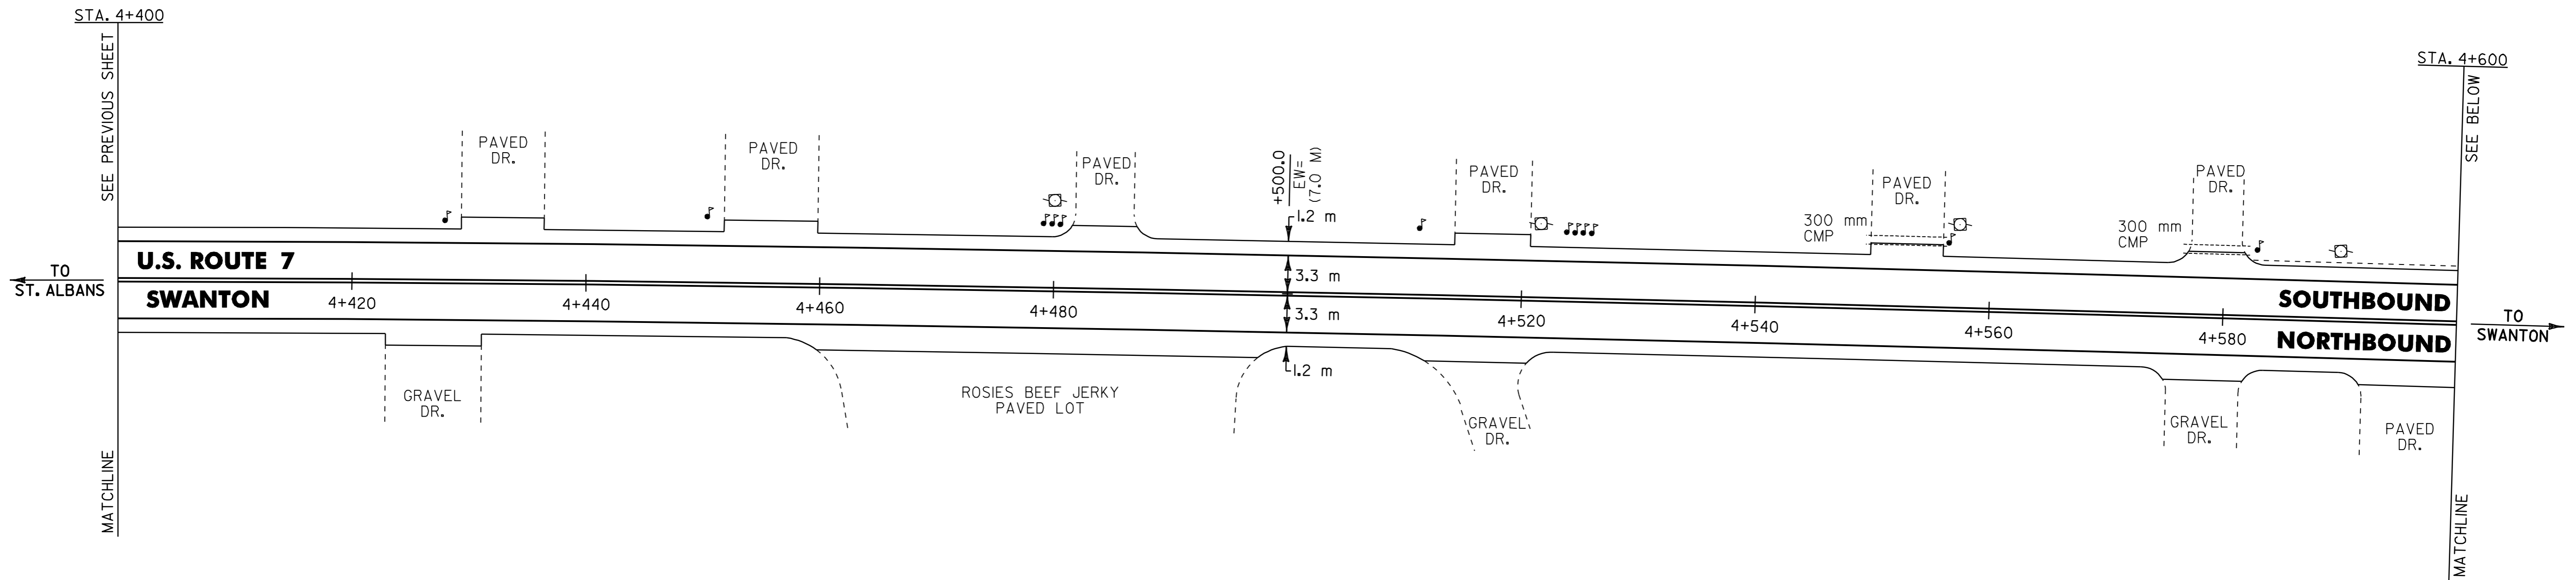 STA. 4+400
SEE PREVIOUS SHEET
MATCHLINE
STA. 4+600
SEE BELOW
MATCHLINE
PAVED
DR.
PAVED
DR.
PAVED
DR.
+500.0
EW=
(7.0 M)
1.2 m
PAVED
DR.
300 mm
CMP
PAVED
DR.
300 mm
CMP
PAVED
DR.
TO
ST. ALBANS
U.S. ROUTE 7
SWANTON
3.3 m
3.3 m
SOUTHBOUND
NORTHBOUND
TO
SWANTON
4+420
4+440
4+460
4+480
4+520
4+540
4+560
4+580
1.2 m
GRAVEL
DR.
ROSIES BEEF JERKY
PAVED LOT
GRAVEL
DR.
GRAVEL
DR.
PAVED
DR.